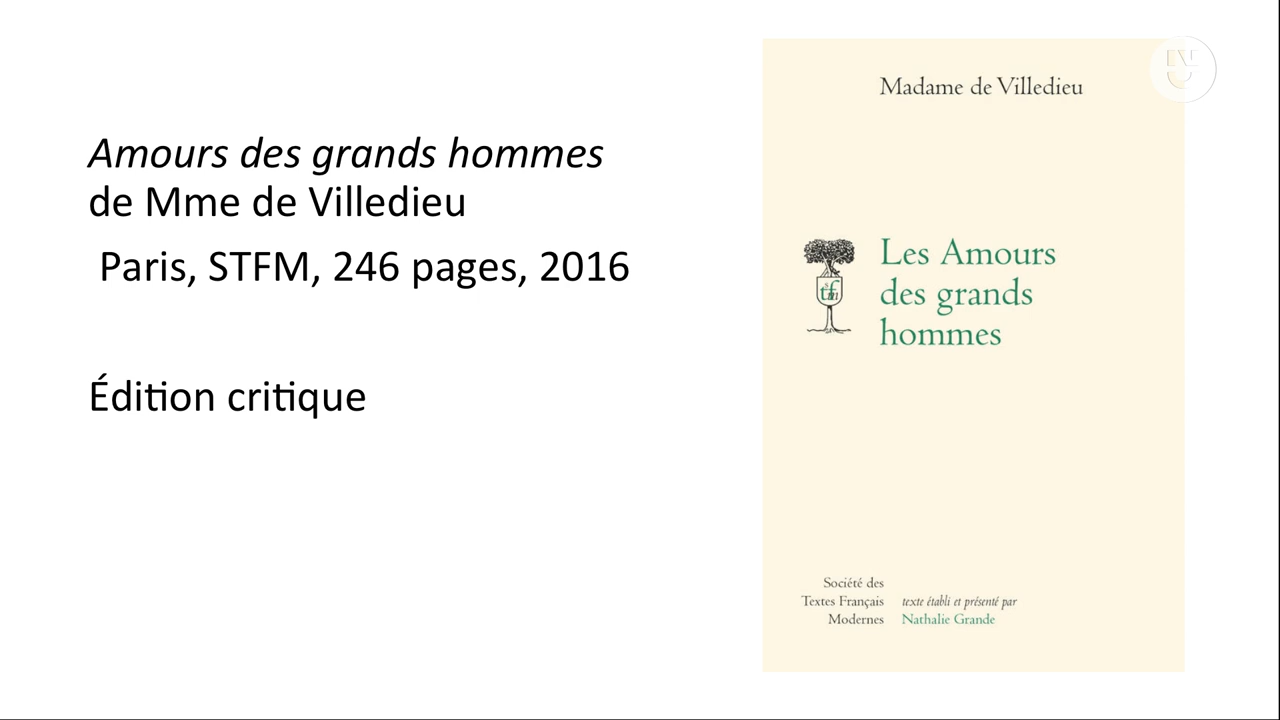 Amours des grands hommes
de Mme de Villedieu
Paris, STFM, 246 pages, 2016
Édition critique
Madame de Villedieu
Les Amours
des grands
hommes
Société des
Textes Français
Modernes
texte établi et présenté par
Nathalie Grande